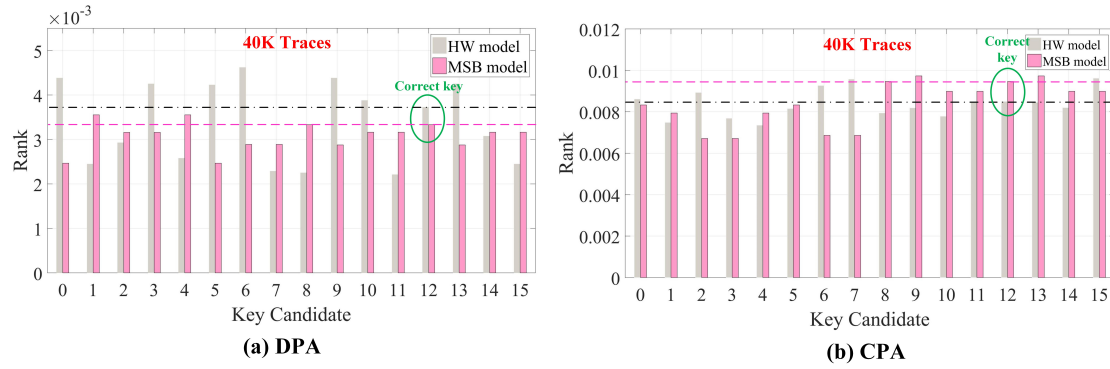 ×10⁻³
40K Traces
HW model
MSB model
Correct key
5
4
3
2
1
0
Rank
0 1 2 3 4 5 6 7 8 9 10 11 12 13 14 15
Key Candidate
(a) DPA
40K Traces
Correct
key
HW model
MSB model
0.012
0.01
0.008
0.006
0.004
0.002
0
Rank
0 1 2 3 4 5 6 7 8 9 10 11 12 13 14 15
Key Candidate
(b) CPA